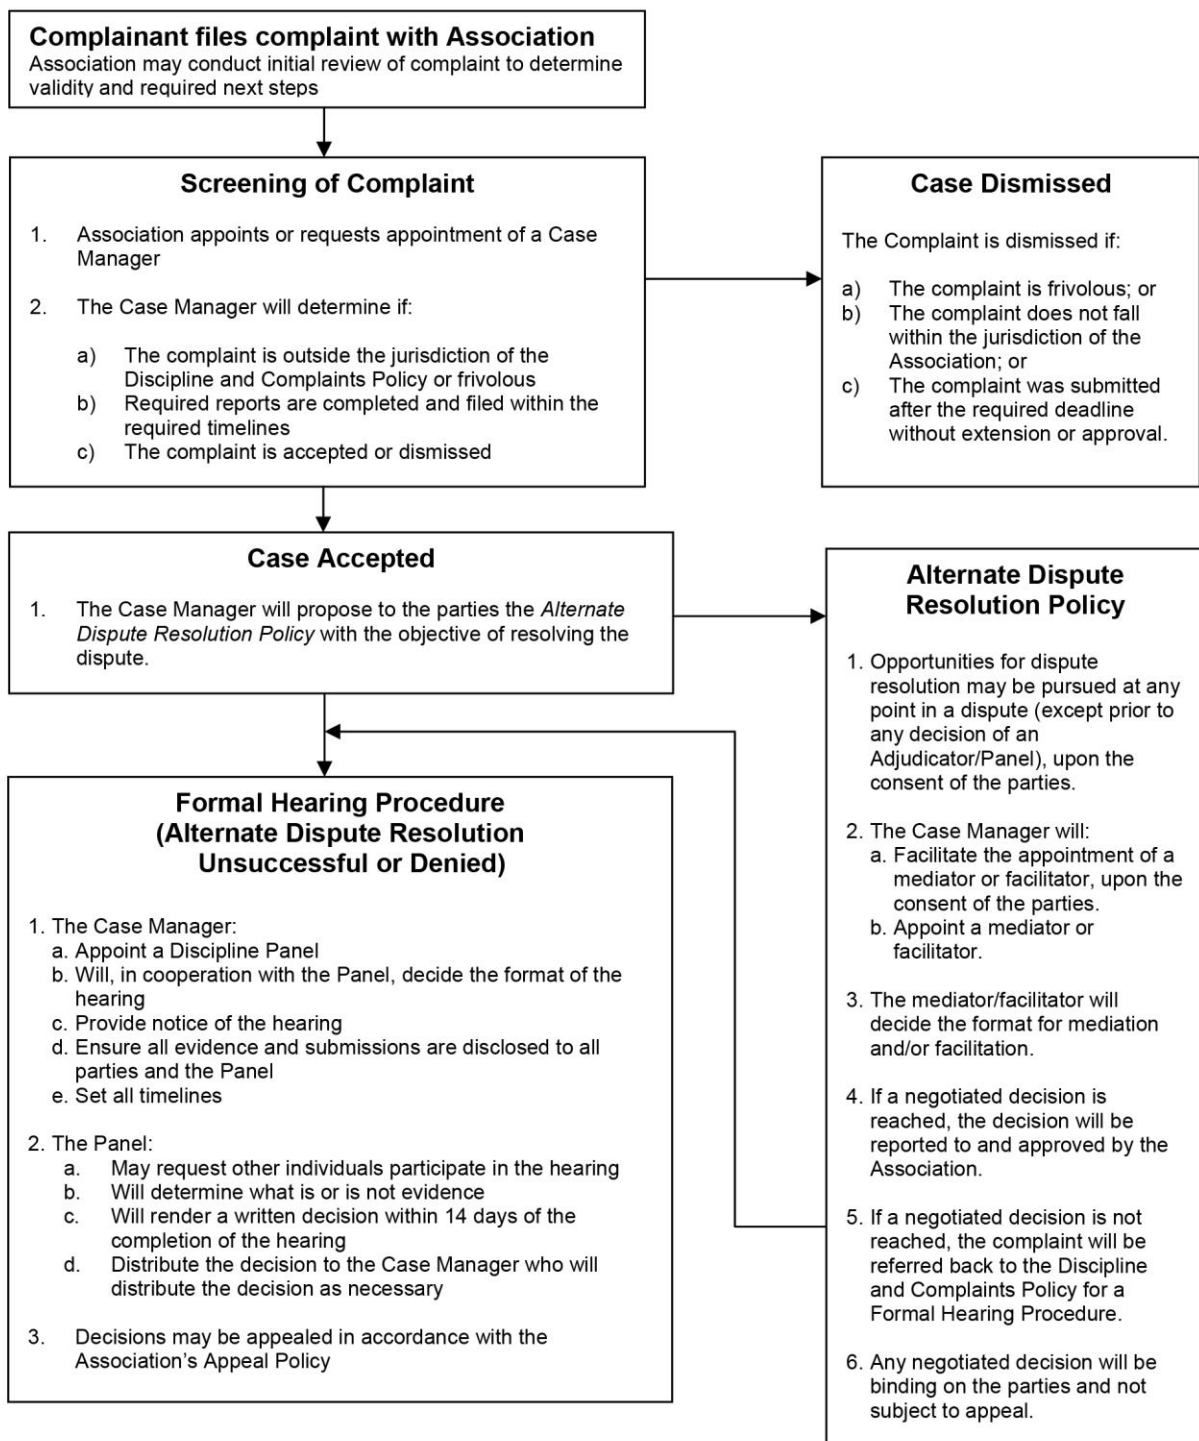 Complainant files complaint with Association
Association may conduct initial review of complaint to determine
validity and required next steps
Screening of Complaint
1. Association appoints or requests appointment of a Case
Manager
2. The Case Manager will determine if:
a) The complaint is outside the jurisdiction of the
Discipline and Complaints Policy or frivolous
b) Required reports are completed and filed within the
required timelines
c) The complaint is accepted or dismissed
Case Dismissed
The Complaint is dismissed if:
a) The complaint is frivolous; or
b) The complaint does not fall
within the jurisdiction of the
Association; or
c) The complaint was submitted
after the required deadline
without extension or approval.
Case Accepted
1. The Case Manager will propose to the parties the Alternate
Dispute Resolution Policy with the objective of resolving the
dispute.
Alternate Dispute
Resolution Policy
1. Opportunities for dispute
resolution may be pursued at any
point in a dispute (except prior to
any decision of an
Adjudicator/Panel), upon the
consent of the parties.
2. The Case Manager will:
a. Facilitate the appointment of a
mediator or facilitator, upon the
consent of the parties.
b. Appoint a mediator or
facilitator.
3. The mediator/facilitator will
decide the format for mediation
and/or facilitation.
4. If a negotiated decision is
reached, the decision will be
reported to and approved by the
Association.
5. If a negotiated decision is not
reached, the complaint will be
referred back to the Discipline
and Complaints Policy for a
Formal Hearing Procedure.
6. Any negotiated decision will be
binding on the parties and not
subject to appeal.
Formal Hearing Procedure
(Alternate Dispute Resolution
Unsuccessful or Denied)
1. The Case Manager:
a. Appoint a Discipline Panel
b. Will, in cooperation with the Panel, decide the format of the
hearing
c. Provide notice of the hearing
d. Ensure all evidence and submissions are disclosed to all
parties and the Panel
e. Set all timelines
2. The Panel:
a. May request other individuals participate in the hearing
b. Will determine what is or is not evidence
c. Will render a written decision within 14 days of the
completion of the hearing
d. Distribute the decision to the Case Manager who will
distribute the decision as necessary
3. Decisions may be appealed in accordance with the
Association's Appeal Policy